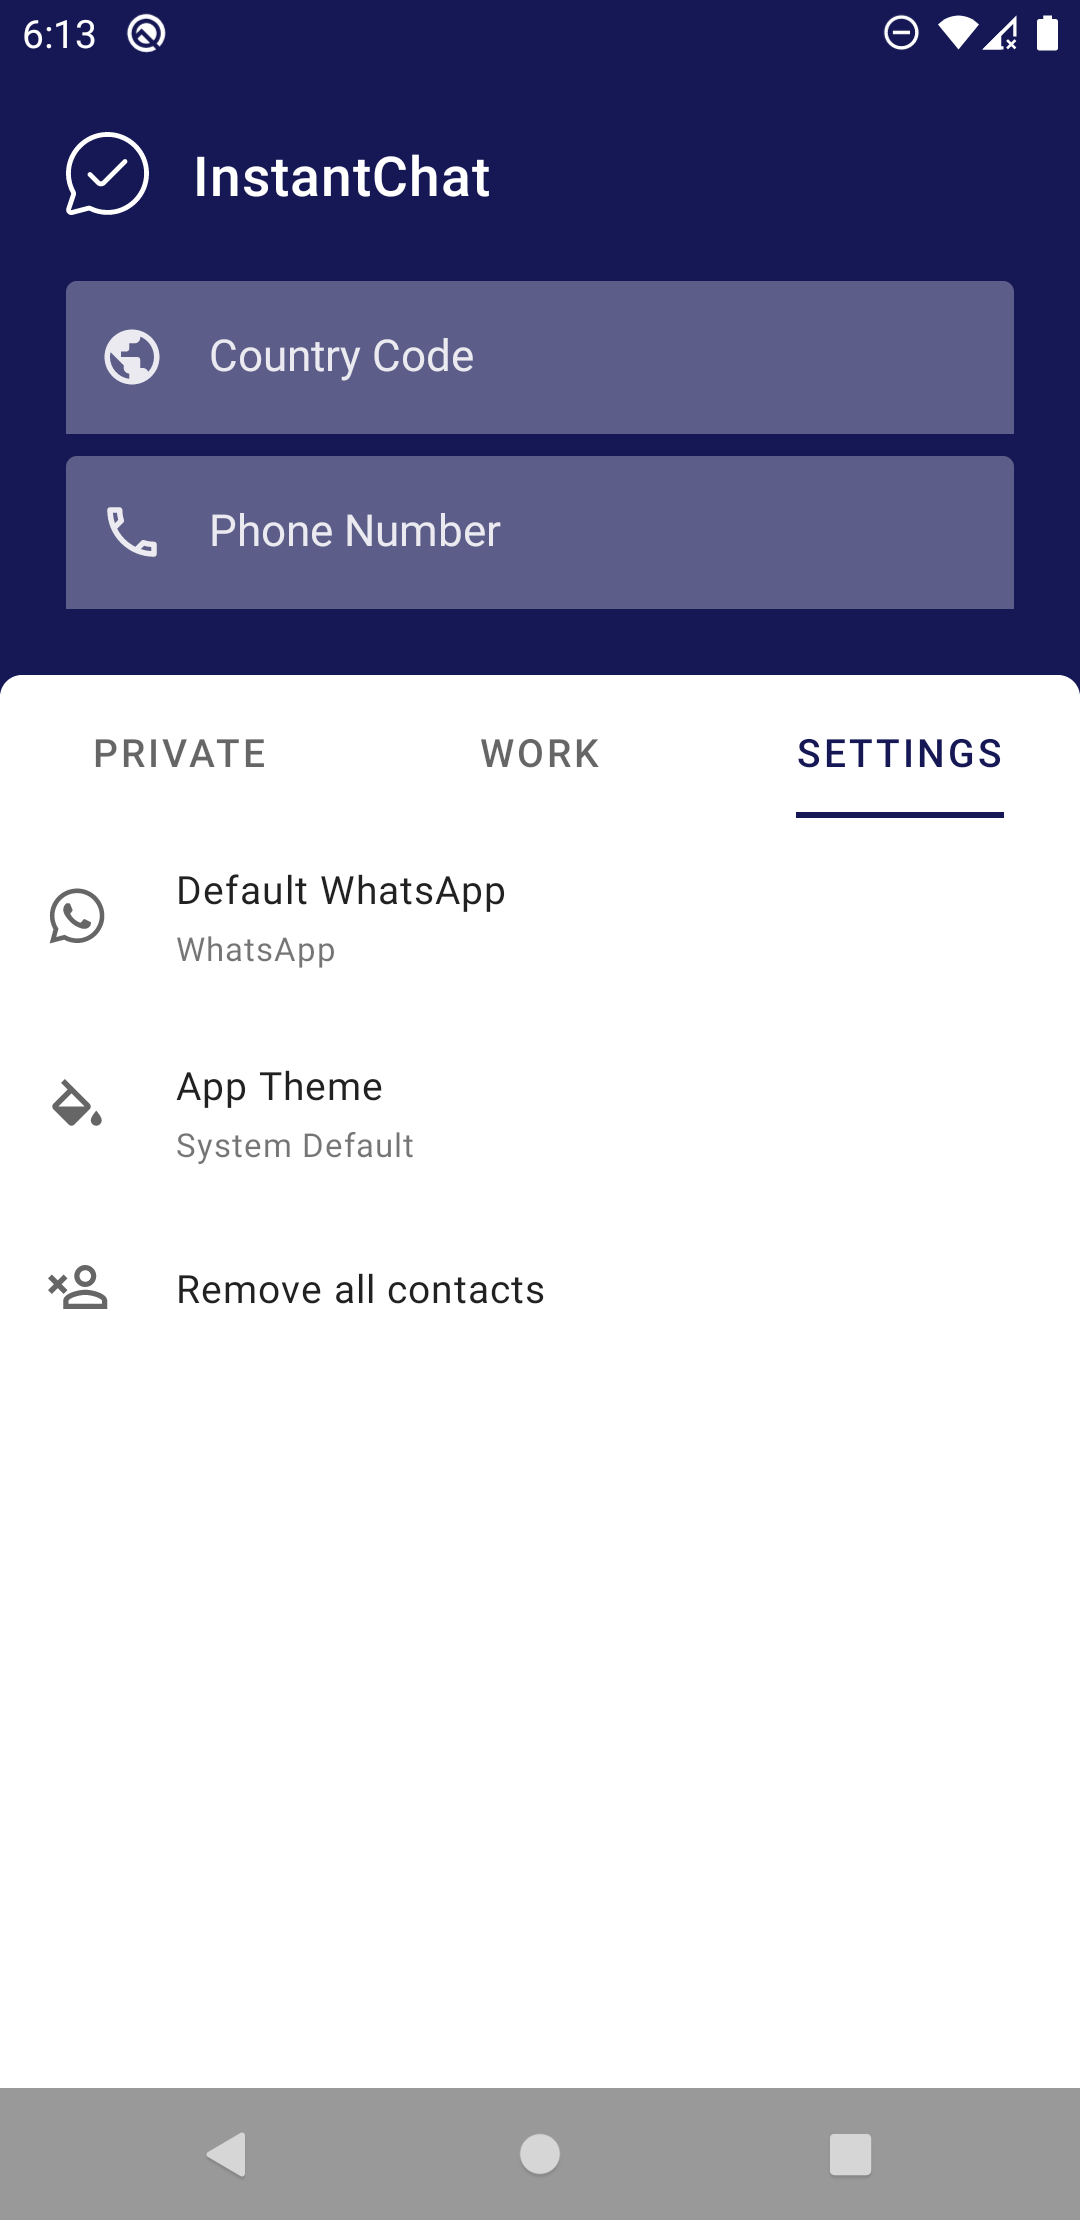 6:13
InstantChat
Country Code
Phone Number
PRIVATE WORK SETTINGS
Default WhatsApp
WhatsApp
App Theme
System Default
Remove all contacts